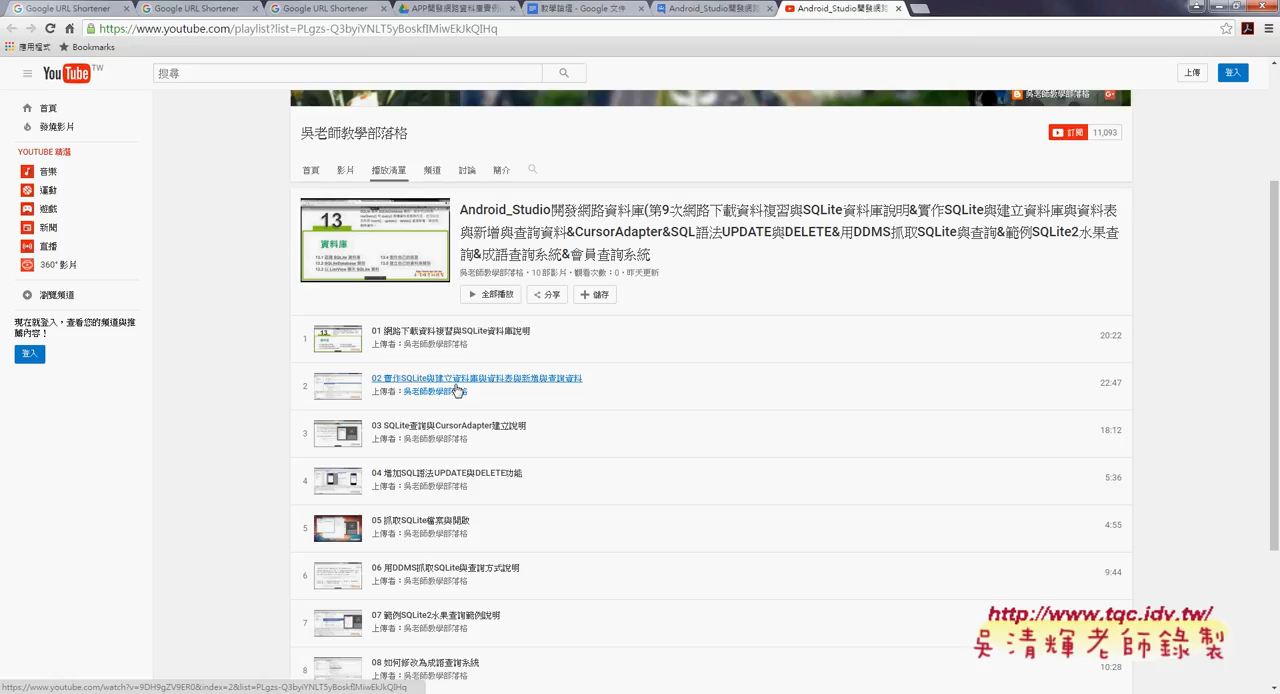 Google URL Shortener
Google URL Shortener
Google URL Shortener
APP開發網路資料庫實務
教學論壇 - Google 文件
Android_Studio開發網路
Android_Studio開發網路
https://www.youtube.com/playlist?list=PLgzs-Q3byiYNLT5yBoskfIMiwEkJkQIHq
應用程式
Bookmarks
YouTube TW
搜尋
上傳
登入
首頁
發燒影片
YOUTUBE 精選
音樂
運動
遊戲
新聞
直播
360° 影片
瀏覽頻道
現在就登入,查看您的頻道與推
薦內容!
登入
吳老師教學部落格
吳老師教學部落格
訂閱 11,093
首頁
影片
播放清單
頻道
討論
簡介
13
資料庫
Android_Studio開發網路資料庫(第9次網路下載資料複習與SQLite資料庫說明&實作SQLite與建立資料庫與資料表
與新增與查詢資料&CursorAdapter&SQL語法UPDATE與DELETE&用DDMS抓取SQLite與查詢&範例SQLite2水果查
詢&成語查詢系統&會員查詢系統
吳老師教學部落格・10 部影片・觀看次數:0・昨天更新
全部播放
分享
儲存
1
01 網路下載資料複習與SQLite資料庫說明
上傳者:吳老師教學部落格
20:22
2
02 實作SQLite與建立資料庫與資料表與新增與查詢資料
上傳者:吳老師教學部落格
22:47
3
03 SQLite查詢與CursorAdapter建立說明
上傳者:吳老師教學部落格
18:12
4
04 增加SQL語法UPDATE與DELETE功能
上傳者:吳老師教學部落格
5:36
5
05 抓取SQLite檔案與開啟
上傳者:吳老師教學部落格
4:55
6
06 用DDMS抓取SQLite與查詢方式說明
上傳者:吳老師教學部落格
9:44
7
07 範例SQLite2水果查詢範例說明
上傳者:吳老師教學部落格
8
08 如何修改為成語查詢系統
上傳者:吳老師教學部落格
10:28
http://www.tqc.idv.tw/
吳清輝老師錄製
https://www.youtube.com/watch?v=9DH9gZV9ER0&index=2&list=PLgzs-Q3byiYNLT5yBoskfIMiwEkJkQIHq